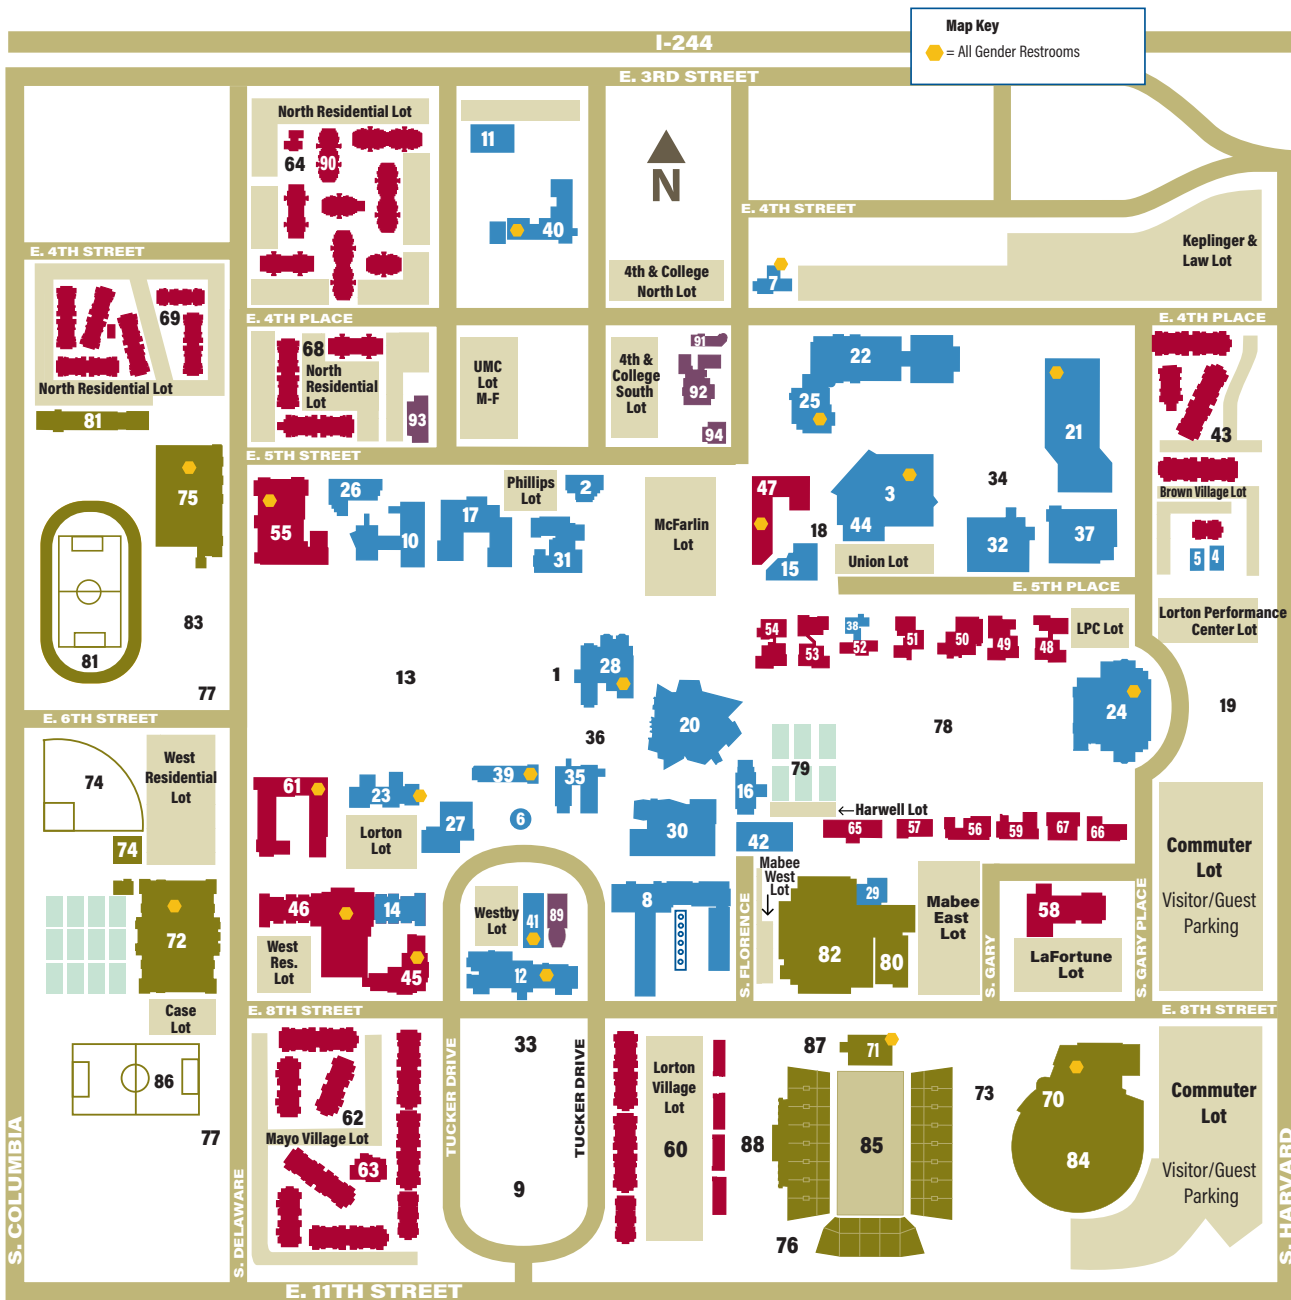 Map Key
= All Gender Restrooms
I-244
E. 3RD STREET
North Residential Lot
64
90
11
40
N
E. 4TH STREET
Keplinger &
Law Lot
E. 4TH STREET
4th & College
North Lot
7
69
North Residential Lot
81
E. 4TH PLACE
E. 4TH PLACE
68
North
Residential
Lot
93
UMC
Lot
M-F
4th &
College
South
Lot
91
92
94
22
25
21
43
Brown Village Lot
5
4
E. 5TH STREET
75
55
26
10
17
Phillips
Lot
2
31
McFarlin
Lot
47
18
15
3
44
Union Lot
34
32
37
E. 5TH PLACE
Lorton Performance
Center Lot
83
81
77
13
1
28
36
20
54
53
38
52
51
50
49
48
LPC Lot
24
19
78
79
E. 6TH STREET
74
West
Residential
Lot
74
61
23
Lorton
Lot
27
39
6
35
30
16
42
Harwell Lot
65
57
56
59
67
66
Commuter
Lot
Visitor/Guest
Parking
Mabee
West
Lot
72
Case
Lot
46
14
West
Res.
Lot
45
Westby
Lot
41
89
12
8
S. FLORENCE
82
29
80
Mabee
East
Lot
S. GARY
58
LaFortune
Lot
S. GARY PLACE
E. 8TH STREET
E. 8TH STREET
86
77
62
Mayo Village Lot
63
TUCKER DRIVE
33
9
TUCKER DRIVE
Lorton
Village
Lot
60
87
71
88
85
76
73
70
84
Commuter
Lot
Visitor/Guest
Parking
S. COLUMBIA
S. DELAWARE
S. HARVARD
E. 11TH STREET